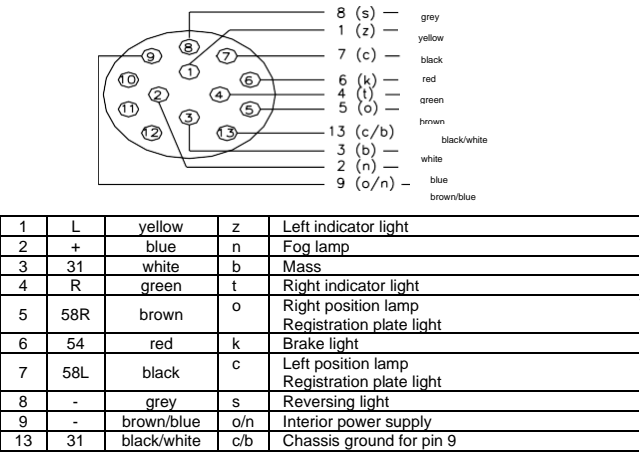 8 (s) — grey
1 (z) — yellow
7 (c) — black
6 (k) — red
4 (t) — green
5 (o) — brown
13 (c/b) black/white
3 (b) — white
2 (n) — blue
9 (o/n) — brown/blue
8
9 7
1
10 6
2 4
11 5
3
12 13
1 L yellow z Left indicator light
2 + blue n Fog lamp
3 31 white b Mass
4 R green t Right indicator light
5 58R brown o Right position lamp
Registration plate light
6 54 red k Brake light
7 58L black c Left position lamp
Registration plate light
8 - grey s Reversing light
9 - brown/blue o/n Interior power supply
13 31 black/white c/b Chassis ground for pin 9